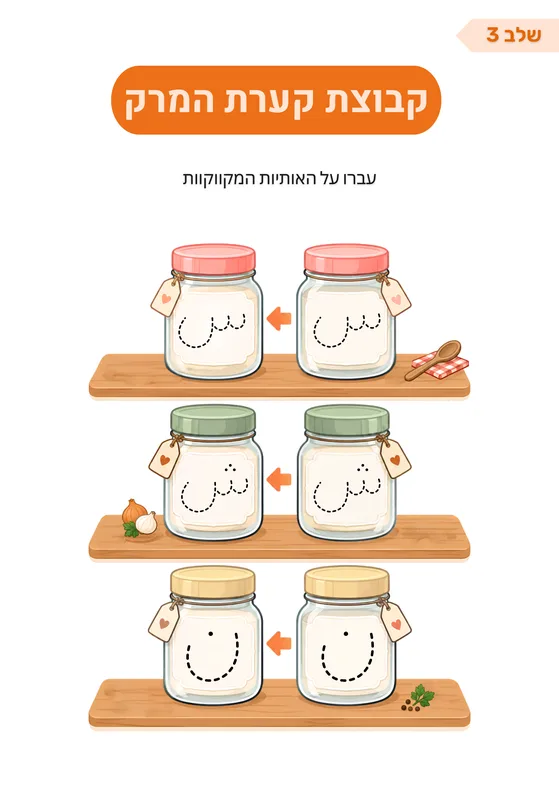 שלב 3
קבוצת קערת המרק
עברו על האותיות המקווקוות
س س
ش ش
ن ن